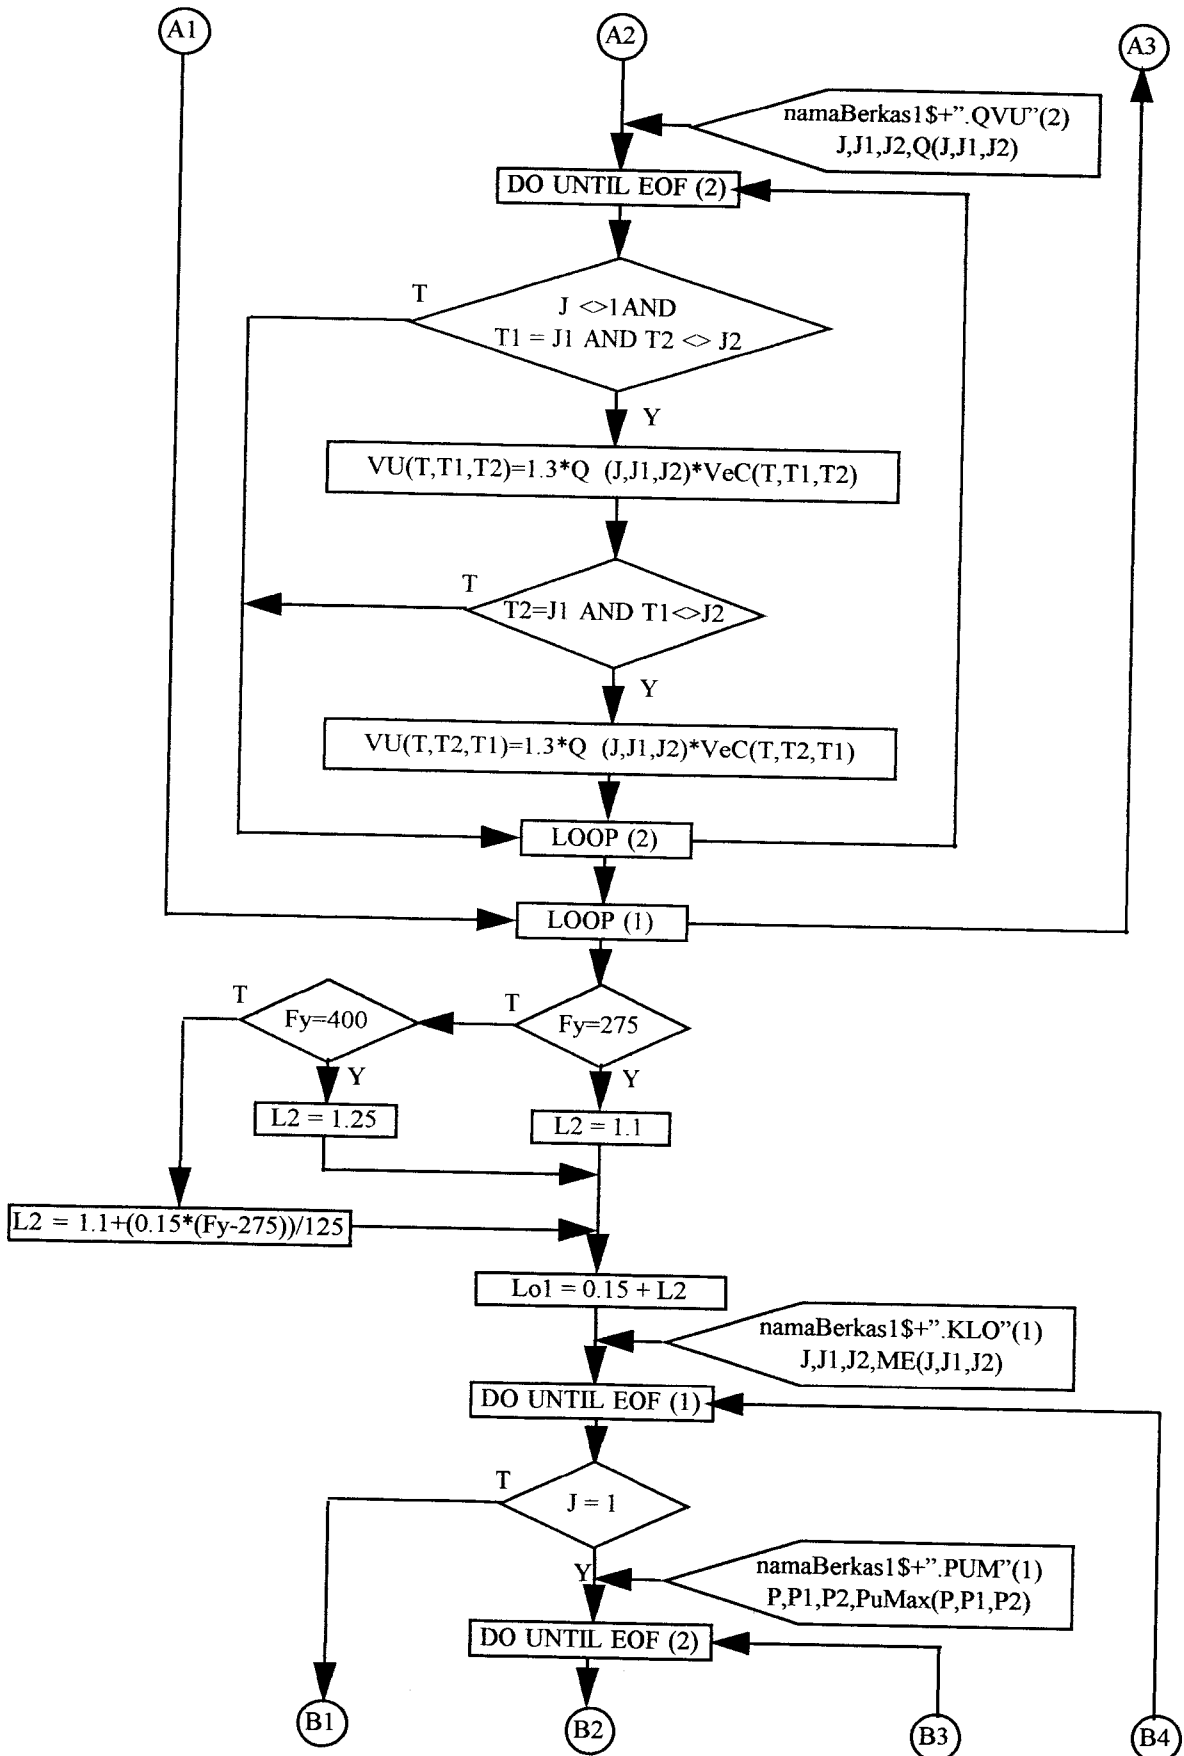 A1
A2
A3
namaBerkas1$+".QVU"(2)
J,J1,J2,Q(J,J1,J2)
DO UNTIL EOF (2)
T
J <>1AND
T1 = J1 AND T2 <> J2
Y
VU(T,T1,T2)=1.3*Q (J,J1,J2)*VeC(T,T1,T2)
T
T2=J1 AND T1<>J2
Y
VU(T,T2,T1)=1.3*Q (J,J1,J2)*VeC(T,T2,T1)
LOOP (2)
LOOP (1)
T
Fy=400
T
Fy=275
Y
Y
L2 = 1.25
L2 = 1.1
L2 = 1.1+(0.15*(Fy-275))/125
Lo1 = 0.15 + L2
namaBerkas1$+".KLO"(1)
J,J1,J2,ME(J,J1,J2)
DO UNTIL EOF (1)
T
J = 1
Y
namaBerkas1$+".PUM"(1)
P,P1,P2,PuMax(P,P1,P2)
DO UNTIL EOF (2)
B1
B2
B3
B4